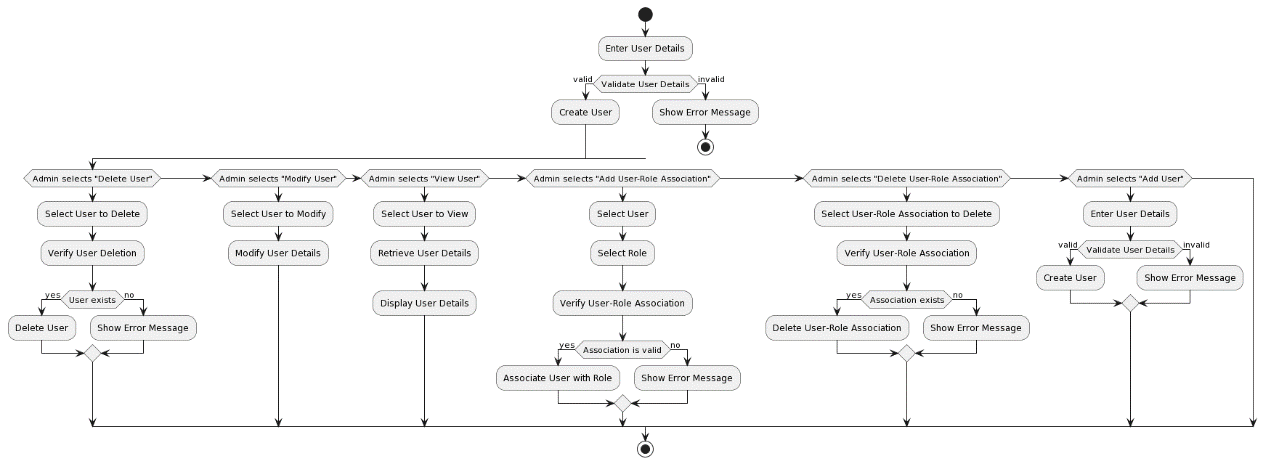 Enter User Details
valid
Validate User Details
invalid
Create User
Show Error Message
Admin selects "Delete User"
Admin selects "Modify User"
Admin selects "View User"
Admin selects "Add User-Role Association"
Admin selects "Delete User-Role Association"
Admin selects "Add User"
Select User to Delete
Select User to Modify
Select User to View
Select User
Select User-Role Association to Delete
Enter User Details
Verify User Deletion
Modify User Details
Retrieve User Details
Select Role
Verify User-Role Association
valid
Validate User Details
invalid
Create User
Show Error Message
yes
User exists
no
Display User Details
Verify User-Role Association
yes
Association exists
no
Delete User
Show Error Message
Delete User-Role Association
Show Error Message
yes
Association is valid
no
Associate User with Role
Show Error Message